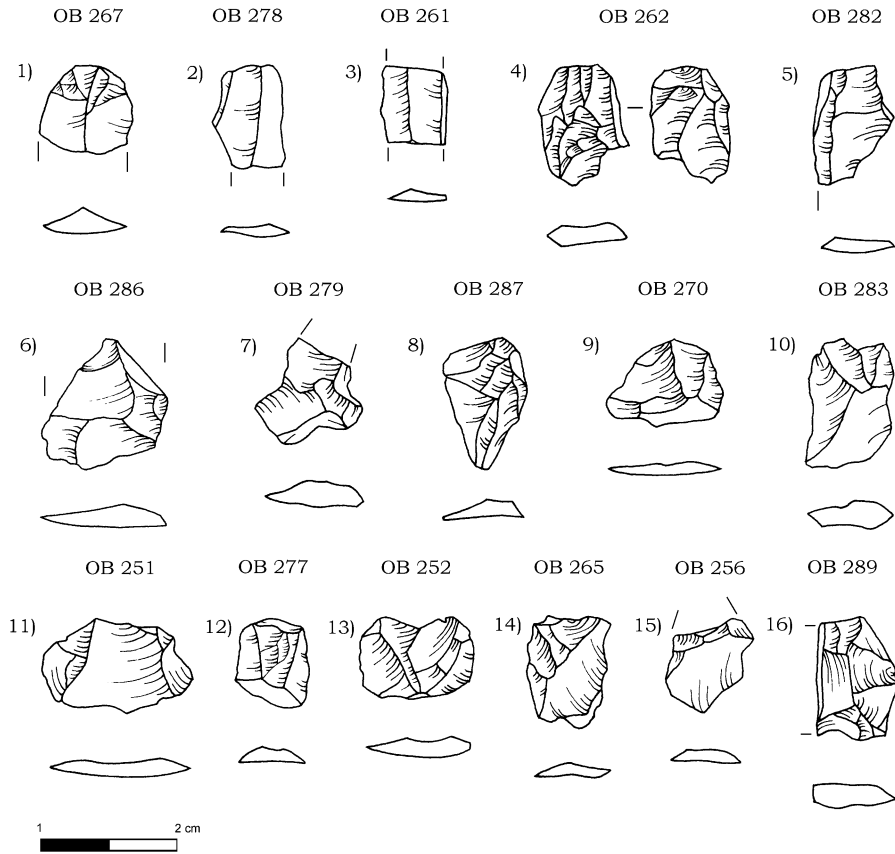 OB 267 OB 278 OB 261 OB 262 OB 282
1) 2) 3) 4) 5)
OB 286 OB 279 OB 287 OB 270 OB 283
6) 7) 8) 9) 10)
OB 251 OB 277 OB 252 OB 265 OB 256 OB 289
11) 12) 13) 14) 15) 16)
1 2 cm